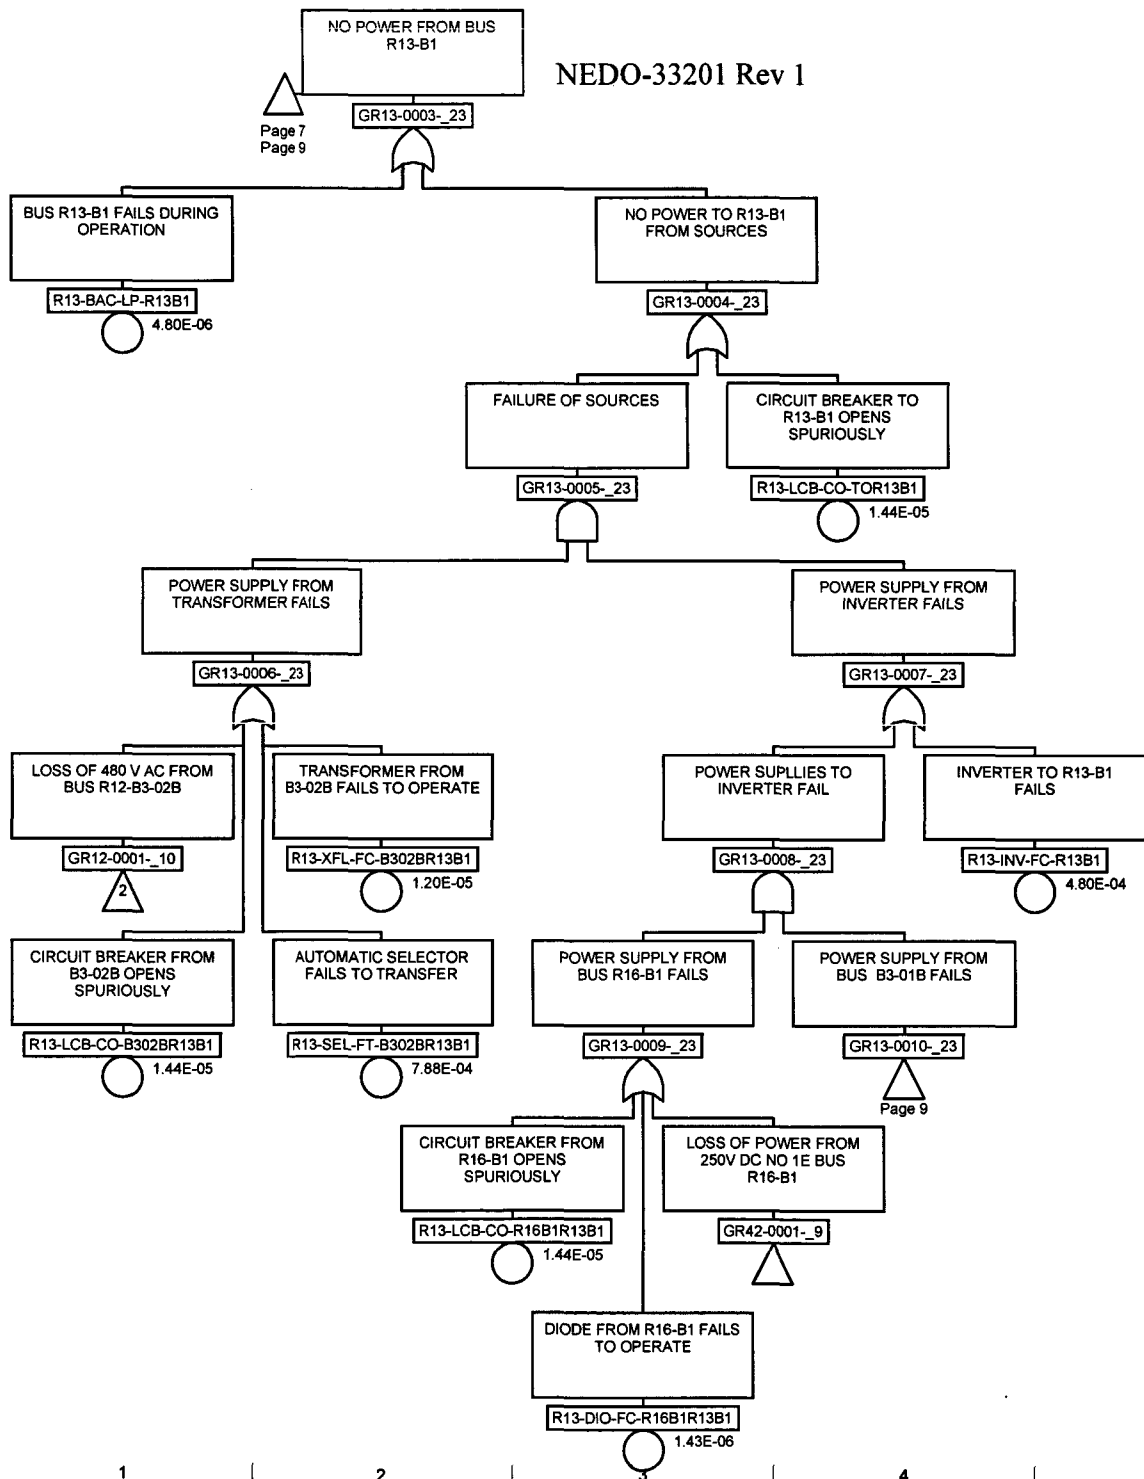 NO POWER FROM BUS
R13-B1
NEDO-33201 Rev 1
GR13-0003-_23
Page 7
Page 9
BUS R13-B1 FAILS DURING
OPERATION
R13-BAC-LP-R13B1
4.80E-06
NO POWER TO R13-B1
FROM SOURCES
GR13-0004-_23
FAILURE OF SOURCES
GR13-0005-_23
CIRCUIT BREAKER TO
R13-B1 OPENS
SPURIOUSLY
R13-LCB-CO-TOR13B1
1.44E-05
POWER SUPPLY FROM
TRANSFORMER FAILS
GR13-0006-_23
POWER SUPPLY FROM
INVERTER FAILS
GR13-0007-_23
LOSS OF 480 V AC FROM
BUS R12-B3-02B
GR12-0001-_10
2
TRANSFORMER FROM
B3-02B FAILS TO OPERATE
R13-XFL-FC-B302BR13B1
1.20E-05
POWER SUPLLIES TO
INVERTER FAIL
GR13-0008-_23
INVERTER TO R13-B1
FAILS
R13-INV-FC-R13B1
4.80E-04
CIRCUIT BREAKER FROM
B3-02B OPENS
SPURIOUSLY
R13-LCB-CO-B302BR13B1
1.44E-05
AUTOMATIC SELECTOR
FAILS TO TRANSFER
R13-SEL-FT-B302BR13B1
7.88E-04
POWER SUPPLY FROM
BUS R16-B1 FAILS
GR13-0009-_23
POWER SUPPLY FROM
BUS B3-01B FAILS
GR13-0010-_23
Page 9
CIRCUIT BREAKER FROM
R16-B1 OPENS
SPURIOUSLY
R13-LCB-CO-R16B1R13B1
1.44E-05
LOSS OF POWER FROM
250V DC NO 1E BUS
R16-B1
GR42-0001-_9
DIODE FROM R16-B1 FAILS
TO OPERATE
R13-DIO-FC-R16B1R13B1
1.43E-06
1 2 3 4